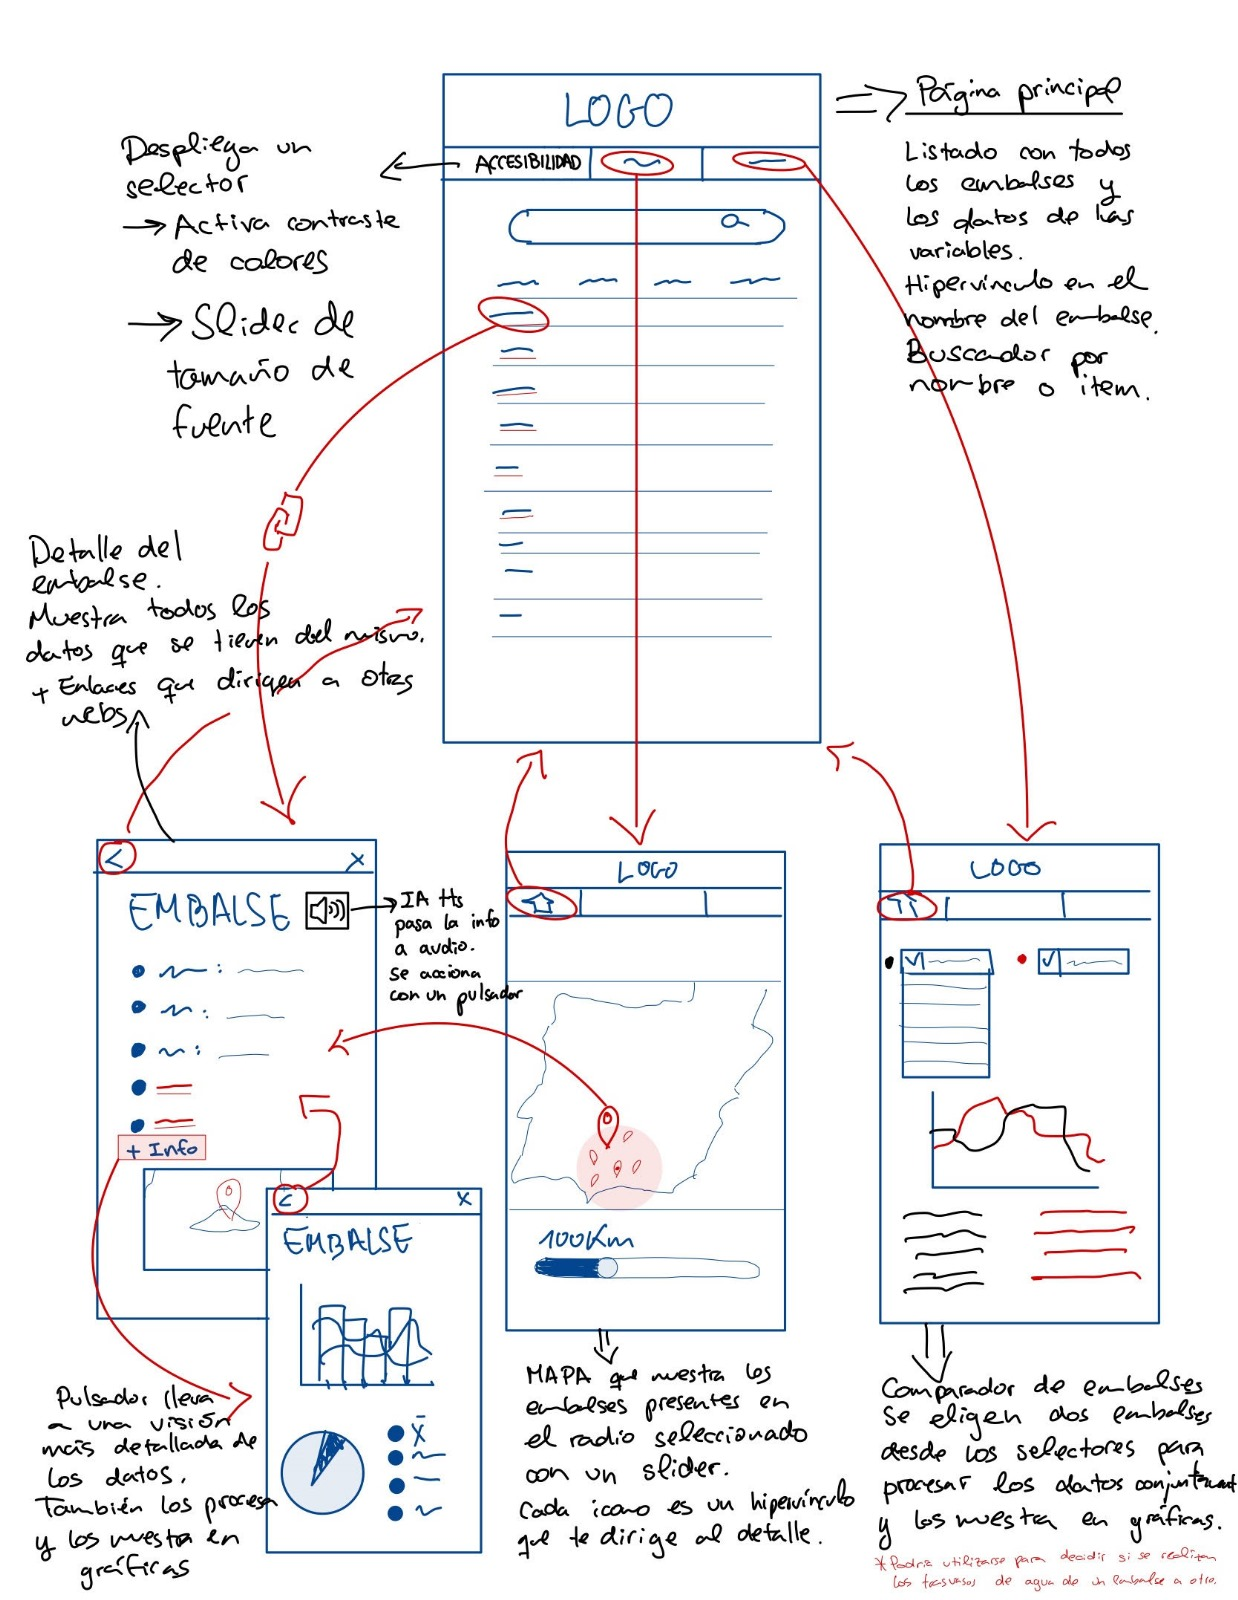 LOGO
Página principal
ACCESIBILIDAD
Despliega un
selector
→ Activa contraste
de colores
→ Slider de
tamaño de
fuente
Listado con todos
los embalses y
los datos de las
variables.
Hipervínculo en el
nombre del embalse.
Buscador por
nombre o item.
Detalle del
embalse.
Muestra todos los
datos que se tienen del mismo.
+ Enlaces que dirigen a otras
webs
< X
EMBALSE
IA tts
pasa la info
a audio.
se acciona
con un pulsador
+ Info
< X
EMBALSE
x̄
Pulsador lleva
a una visión
más detallada de
los datos.
También los procesa
y los muestra en
gráficas
LOGO
100Km
MAPA que muestra los
embalses presentes en
el radio seleccionado
con un slider.
Cada icono es un hipervínculo
que te dirige al detalle.
LOGO
Comparador de embalses
Se eligen dos embalses
desde los selectores para
procesar los datos conjuntament
y los muestra en gráficas.
*Podría utilizarse para decidir si se realizan
los trasvases de agua de un embalse a otro.